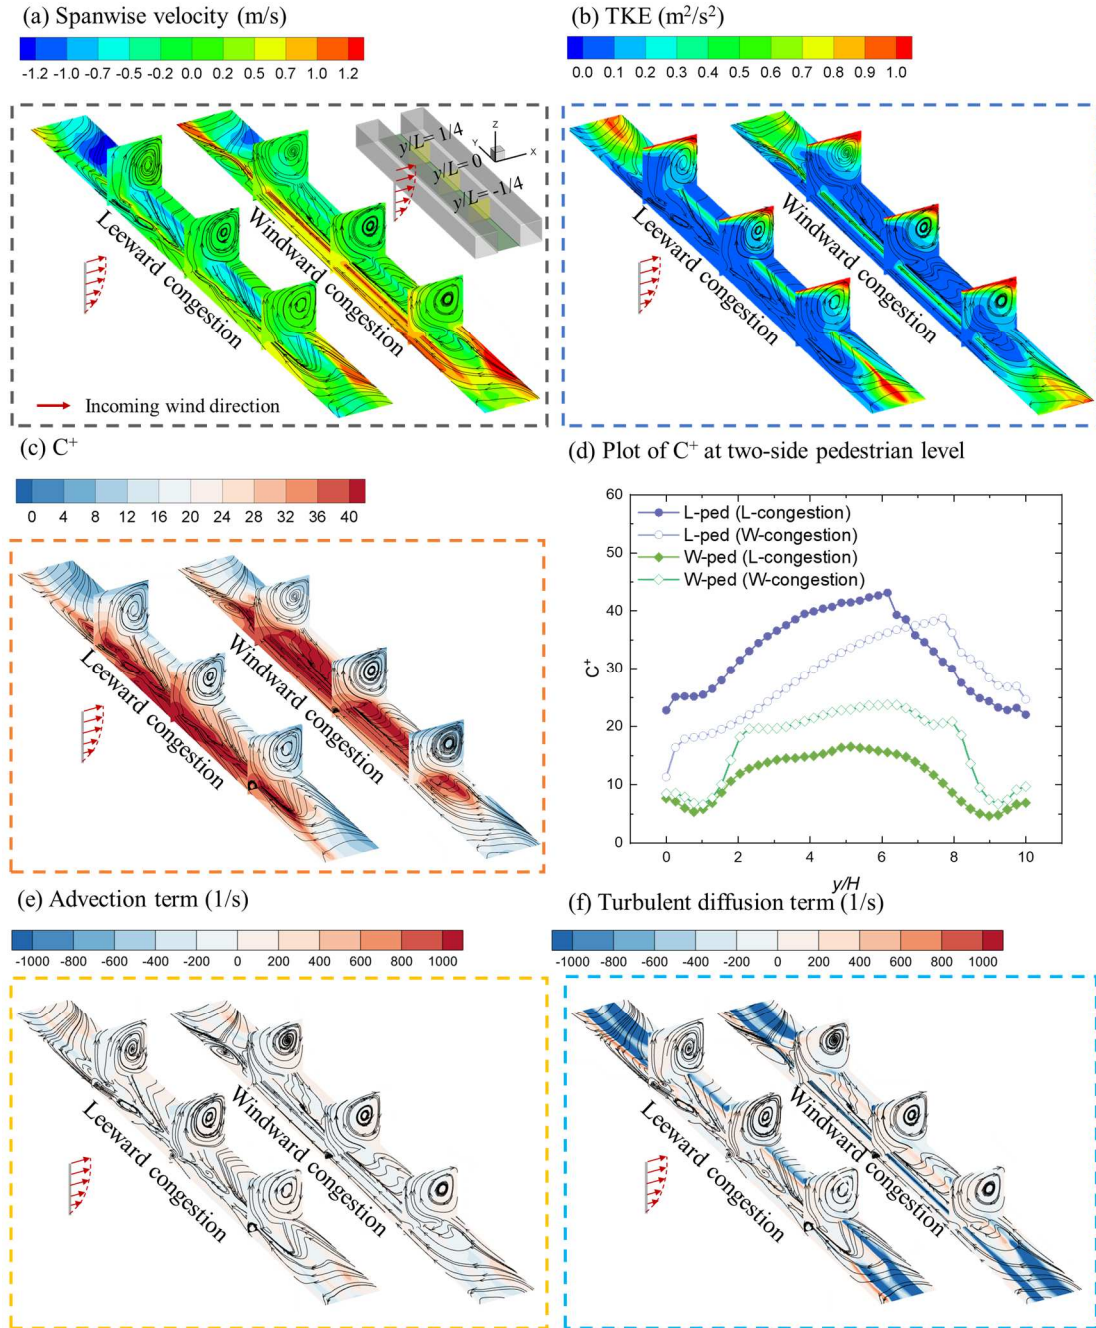 (a) Spanwise velocity (m/s)
-1.2 -1.0 -0.7 -0.5 -0.2 0.0 0.2 0.5 0.7 1.0 1.2
y/L= 1/4
y/L= 0
y/L= -1/4
Z
Y
X
Leeward congestion
Windward congestion
Incoming wind direction
(b) TKE (m²/s²)
0.0 0.1 0.2 0.3 0.4 0.5 0.6 0.7 0.8 0.9 1.0
Leeward congestion
Windward congestion
(c) C⁺
0 4 8 12 16 20 24 28 32 36 40
Leeward congestion
Windward congestion
(d) Plot of C⁺ at two-side pedestrian level
L-ped (L-congestion)
L-ped (W-congestion)
W-ped (L-congestion)
W-ped (W-congestion)
60
50
40
30
20
10
0
C⁺
0 2 4 6 8 10
y/H
(e) Advection term (1/s)
-1000 -800 -600 -400 -200 0 200 400 600 800 1000
Leeward congestion
Windward congestion
(f) Turbulent diffusion term (1/s)
-1000 -800 -600 -400 -200 0 200 400 600 800 1000
Leeward congestion
Windward congestion